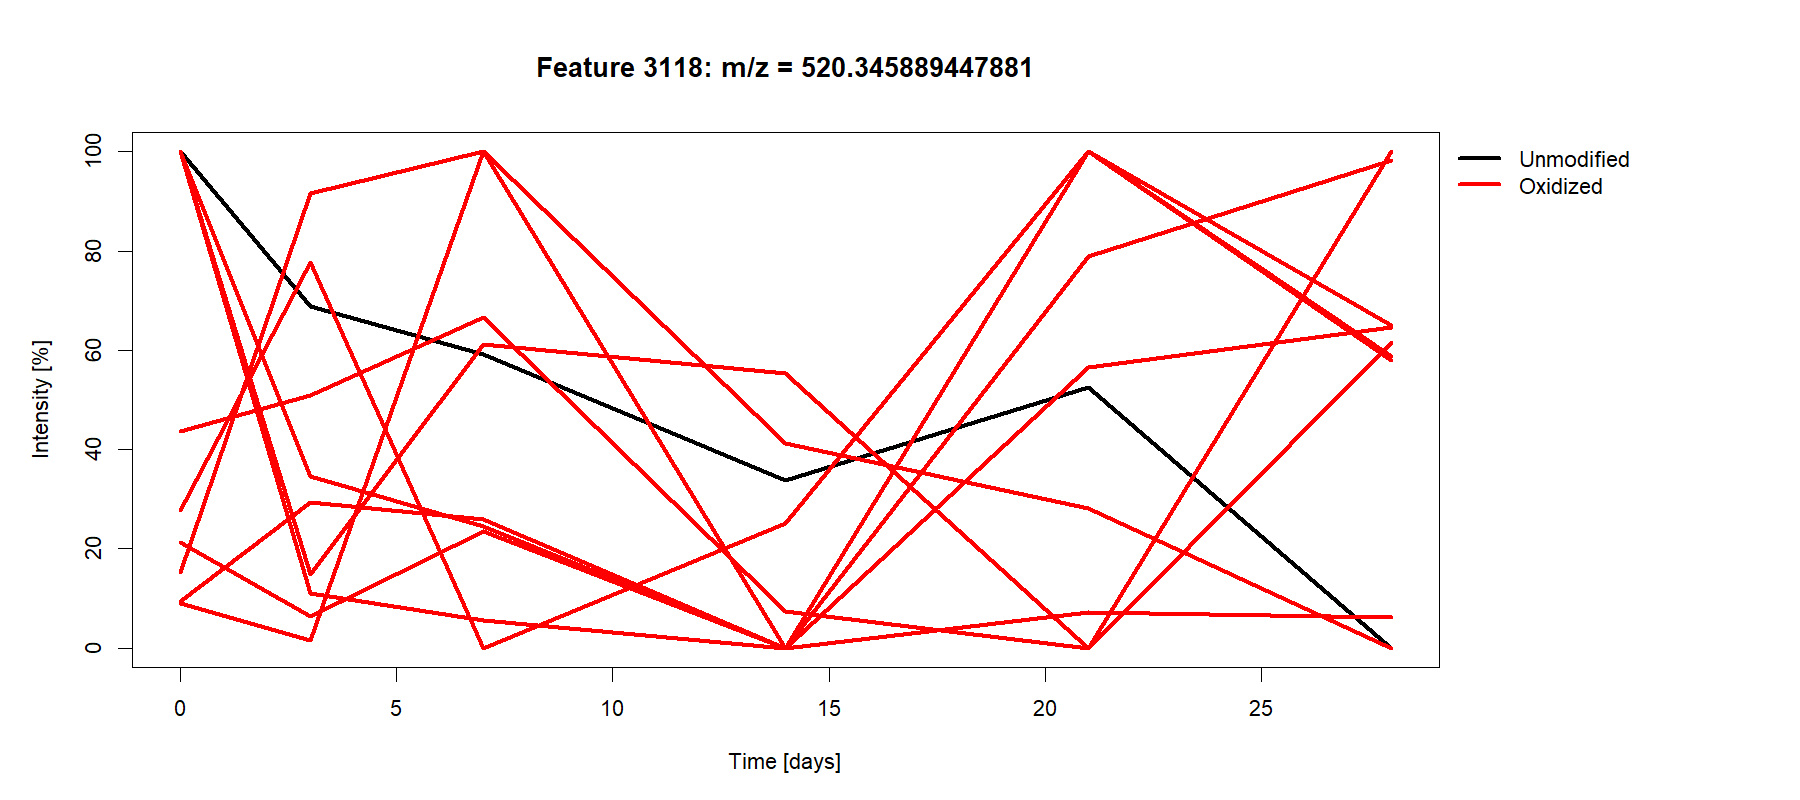 Feature 3118: m/z = 520.345889447881
Unmodified
Oxidized
Intensity [%]
100
80
60
40
20
0
0 5 10 15 20 25
Time [days]